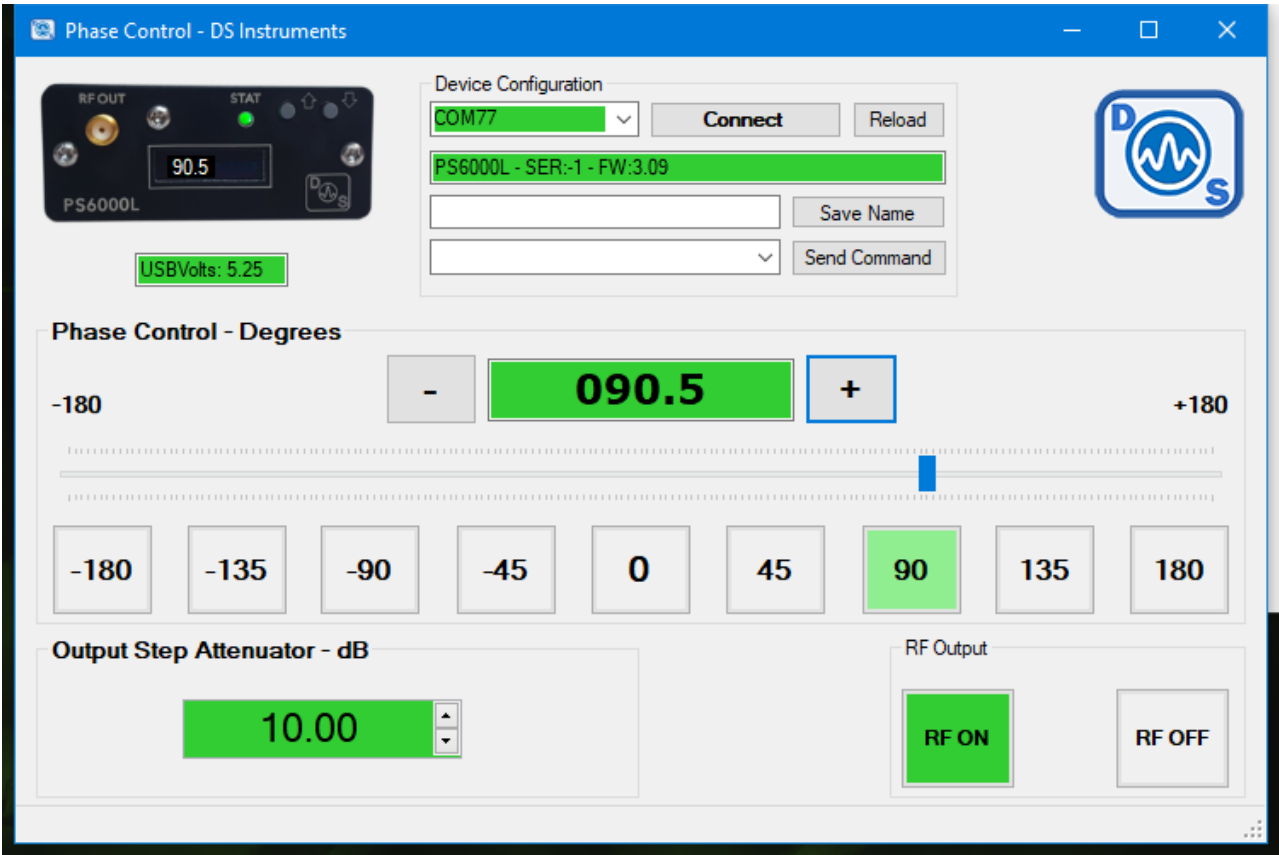 Phase Control - DS Instruments
RF OUT
STAT
90.5
PS6000L
D
S
USBVolts: 5.25
Device Configuration
COM77
Connect
Reload
PS6000L - SER:-1 - FW:3.09
Save Name
Send Command
D
S
Phase Control - Degrees
-180
-
090.5
+
+180
-180
-135
-90
-45
0
45
90
135
180
Output Step Attenuator - dB
10.00
RF Output
RF ON
RF OFF